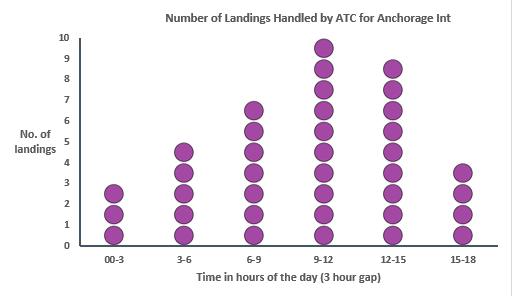 Number of Landings Handled by ATC for Anchorage Int
10
9
8
7
6
5
4
3
2
1
0
No. of
landings
00-3 3-6 6-9 9-12 12-15 15-18
Time in hours of the day (3 hour gap)